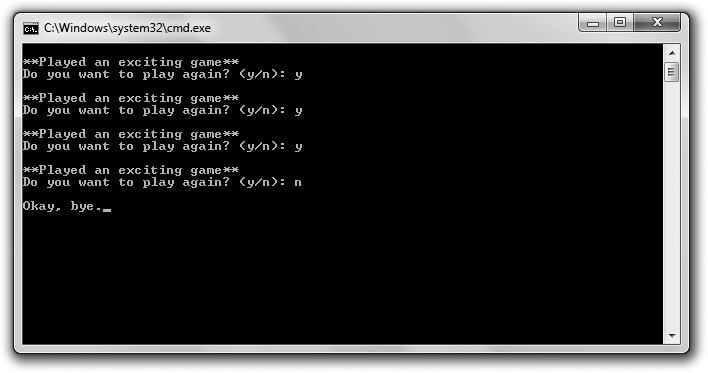 C:\Windows\system32\cmd.exe
**Played an exciting game**
Do you want to play again? (y/n): y
**Played an exciting game**
Do you want to play again? (y/n): y
**Played an exciting game**
Do you want to play again? (y/n): y
**Played an exciting game**
Do you want to play again? (y/n): n
Okay, bye.